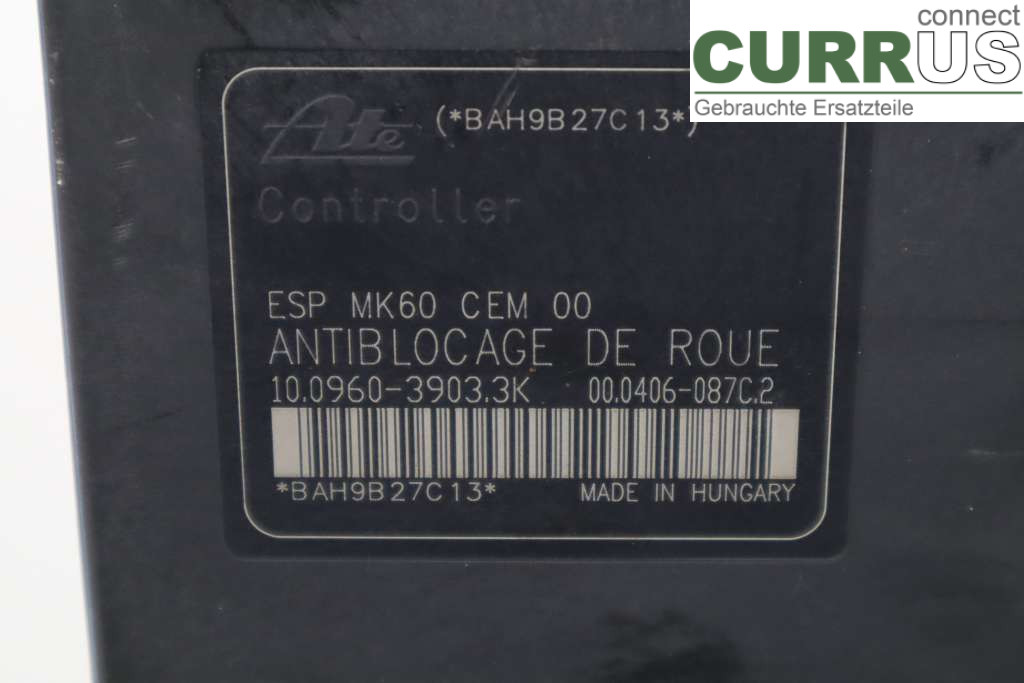 connect
CURRUS
Gebrauchte Ersatzteile
Ate (*BAH9B27C13*)
Controller
ESP MK60 CEM 00
ANTIBLOCAGE DE ROUE
10.0960-3903.3K 00.0406-087C.2
*BAH9B27C13* MADE IN HUNGARY